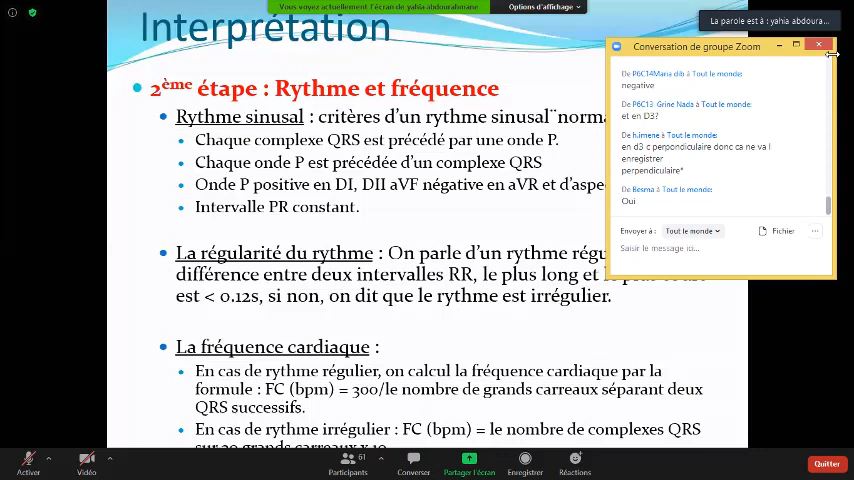 Vous voyez actuellement l'écran de yahia abdourahmane
Options d'affichage
La parole est à : yahia abdoura...
Interprétation
2ème étape : Rythme et fréquence
Rythme sinusal : critères d'un rythme sinusal¨norma
Chaque complexe QRS est précédé par une onde P.
Chaque onde P est précédée d'un complexe QRS
Onde P positive en DI, DII aVF négative en aVR et d'aspe
Intervalle PR constant.
La régularité du rythme : On parle d'un rythme régu
différence entre deux intervalles RR, le plus long et le
est < 0.12s, si non, on dit que le rythme est irrégulier.
La fréquence cardiaque :
En cas de rythme régulier, on calcul la fréquence cardiaque par la
formule : FC (bpm) = 300/le nombre de grands carreaux séparant deux
QRS successifs.
En cas de rythme irrégulier : FC (bpm) = le nombre de complexes QRS
sur 30 grands carreaux x 10
Conversation de groupe Zoom
De P6C14Maria dib à Tout le monde:
negative
De P6C13 Grine Nada à Tout le monde:
et en D3?
De h.imene à Tout le monde:
en d3 c perpondiculaire donc ca ne va l
enregistrer
perpendiculaire*
De Besma à Tout le monde:
Oui
Envoyer à : Tout le monde
Fichier
Saisir le message ici...
Activer
Vidéo
61
Participants
Converser
Partager l'écran
Enregistrer
Réactions
Quitter